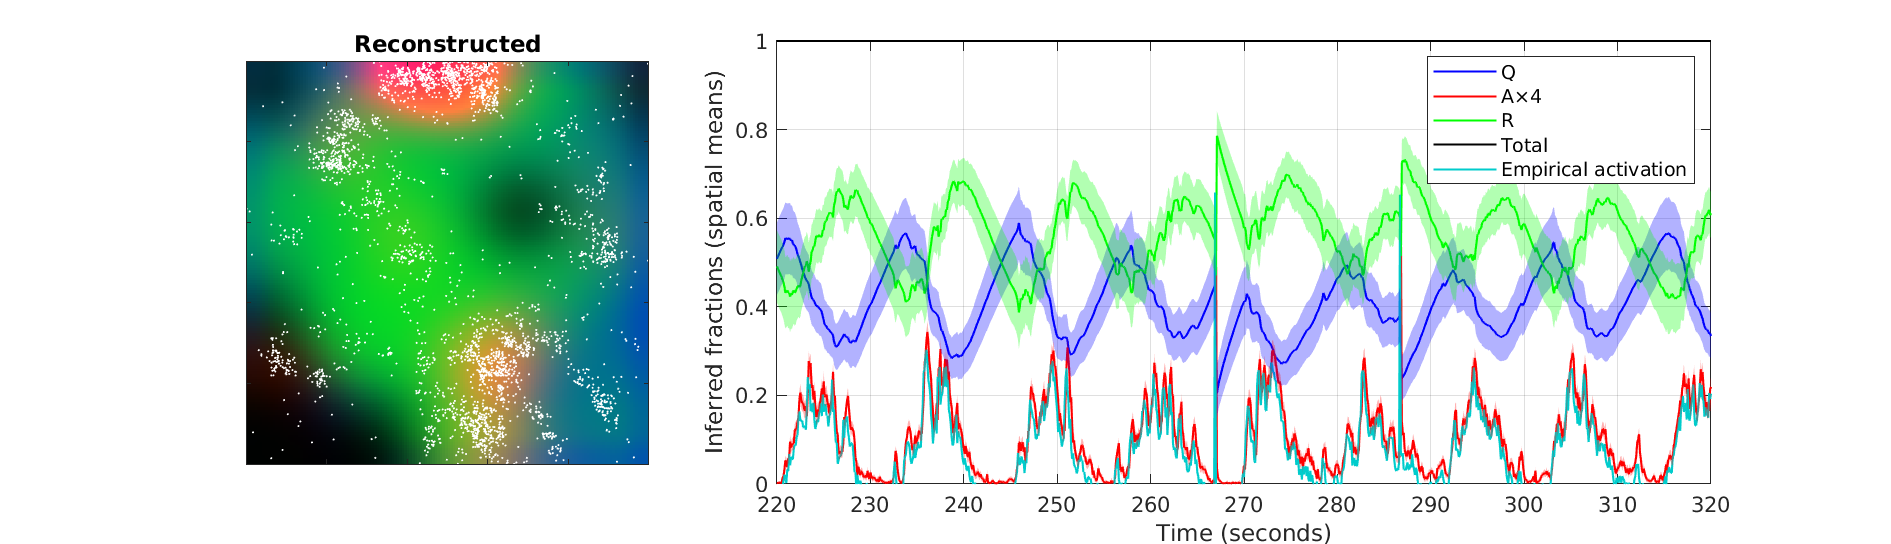 Reconstructed
Inferred fractions (spatial means)
1
0.8
0.6
0.4
0.2
0
Q
A×4
R
Total
Empirical activation
220 230 240 250 260 270 280 290 300 310 320
Time (seconds)